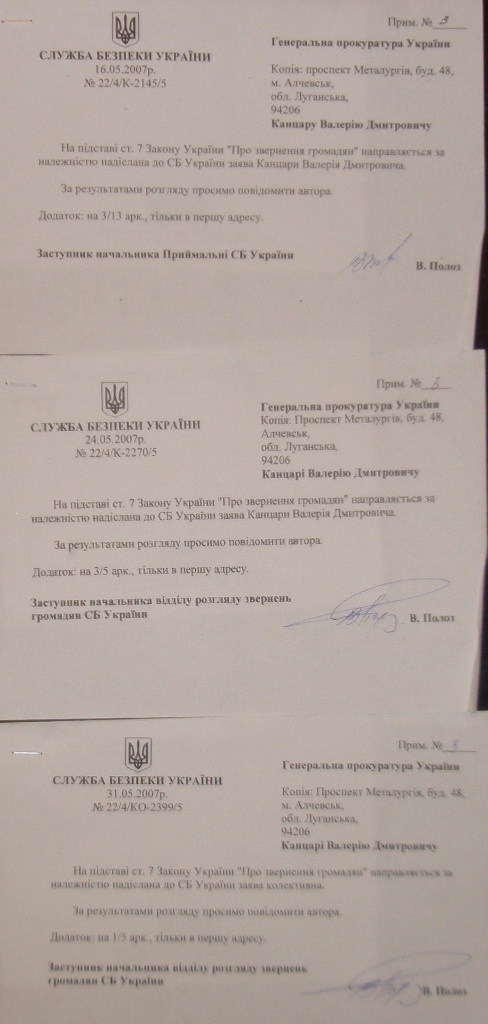 Прим. № 3
СЛУЖБА БЕЗПЕКИ УКРАЇНИ
16.05.2007р.
№ 22/4/К-2145/5
Генеральна прокуратура України
Копія: проспект Металургів, буд. 48,
м. Алчевськ,
обл. Луганська,
94206
Канцару Валерію Дмитровичу
На підставі ст. 7 Закону України "Про звернення громадян" направляється за
належністю надіслана до СБ України заява Канцари Валерія Дмитровича.
За результатами розгляду просимо повідомити автора.
Додаток: на 3/13 арк., тільки в першу адресу.
Заступник начальника Приймальні СБ України
В. Полоз
Прим. №
СЛУЖБА БЕЗПЕКИ УКРАЇНИ
24.05.2007р.
№ 22/4/К-2270/5
Генеральна прокуратура України
Копія: Проспект Металургів, буд. 48,
Алчевськ,
обл. Луганська,
94206
Канцарі Валерію Дмитровичу
На підставі ст. 7 Закону України "Про звернення громадян" направляється за
належністю надіслана до СБ України заява Канцари Валерія Дмитровича.
За результатами розгляду просимо повідомити автора.
Додаток: на 3/5 арк., тільки в першу адресу.
Заступник начальника відділу розгляду звернень
громадян СБ України
В. Полоз
Прим. №
СЛУЖБА БЕЗПЕКИ УКРАЇНИ
31.05.2007р.
№ 22/4/КО-2399/5
Генеральна прокуратура України
Копія: Проспект Металургів, буд. 48,
м. Алчевськ,
обл. Луганська,
94206
Канцарі Валерію Дмитровичу
На підставі ст. 7 Закону України "Про звернення громадян" направляється за
належністю надіслана до СБ України заява колективна.
За результатами розгляду просимо повідомити автора.
Додаток: на 1/5 арк., тільки в першу адресу.
Заступник начальника відділу розгляду звернень
громадян СБ України
В. Полоз